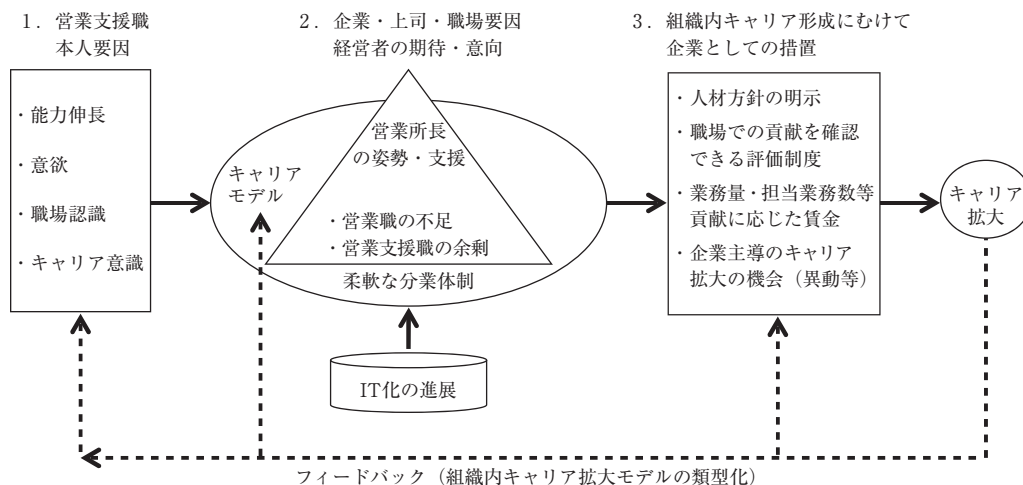 1．営業支援職
本人要因
・能力伸長
・意欲
・職場認識
・キャリア意識
2．企業・上司・職場要因
経営者の期待・意向
営業所長
の姿勢・支援
キャリア
モデル
・営業職の不足
・営業支援職の余剰
柔軟な分業体制
IT化の進展
3．組織内キャリア形成にむけて
企業としての措置
・人材方針の明示
・職場での貢献を確認
できる評価制度
・業務量・担当業務数等
貢献に応じた賃金
・企業主導のキャリア
拡大の機会（異動等）
キャリア
拡大
フィードバック（組織内キャリア拡大モデルの類型化）